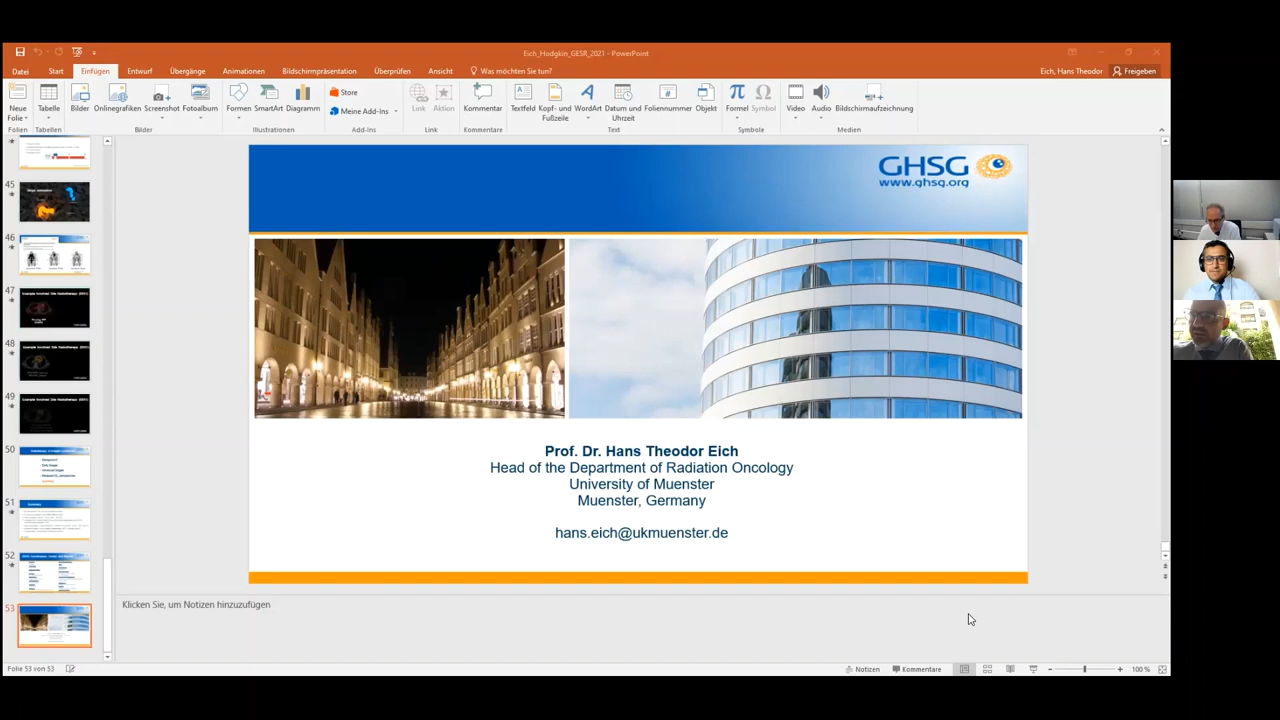 Eich_Hodgkin_GESR_2021 - PowerPoint
Datei Start Einfügen Entwurf Übergänge Animationen Bildschirmpräsentation Überprüfen Ansicht Was möchten Sie tun? Eich, Hans Theodor Freigeben
Neue Folie
Tabelle
Bilder
Onlinegrafiken
Screenshot
Fotoalbum
Formen
SmartArt
Diagramm
Store
Meine Add-Ins
Link
Aktion
Kommentar
Textfeld
Kopf- und Fußzeile
WordArt
Datum und Uhrzeit
Foliennummer
Objekt
Formel
Symbol
Video
Audio
Bildschirmaufzeichnung
Folien Tabellen Bilder Illustrationen Add-Ins Link Kommentare Text Symbole Medien
45
46
47
48
49
50
51
Summary
52
53
GHSG
www.ghsg.org
Prof. Dr. Hans Theodor Eich
Head of the Department of Radiation Oncology
University of Muenster
Muenster, Germany
hans.eich@ukmuenster.de
Klicken Sie, um Notizen hinzuzufügen
Folie 53 von 53
Notizen Kommentare 100 %